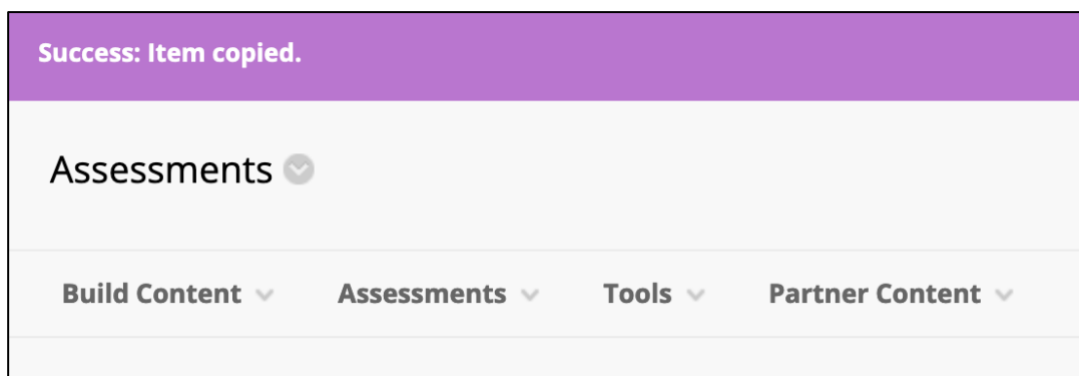 Success: Item copied.
Assessments
Build Content Assessments Tools Partner Content